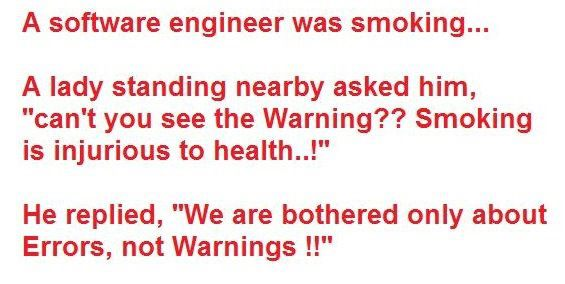 A software engineer was smoking...
A lady standing nearby asked him,
"can't you see the Warning?? Smoking
is injurious to health..!"
He replied, "We are bothered only about
Errors, not Warnings !!"